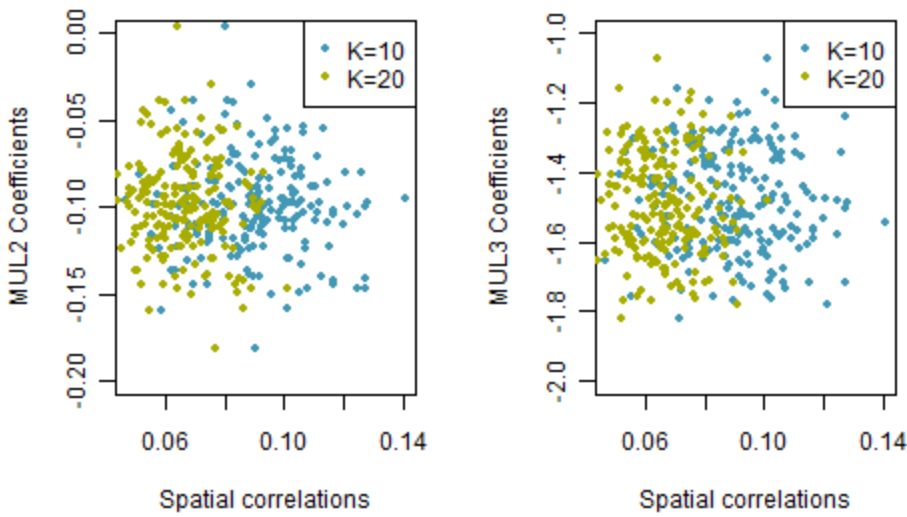 MUL2 Coefficients
0.00
-0.05
-0.10
-0.15
-0.20
K=10
K=20
0.06
0.10
0.14
Spatial correlations
MUL3 Coefficients
-1.0
-1.2
-1.4
-1.6
-1.8
-2.0
K=10
K=20
0.06
0.10
0.14
Spatial correlations